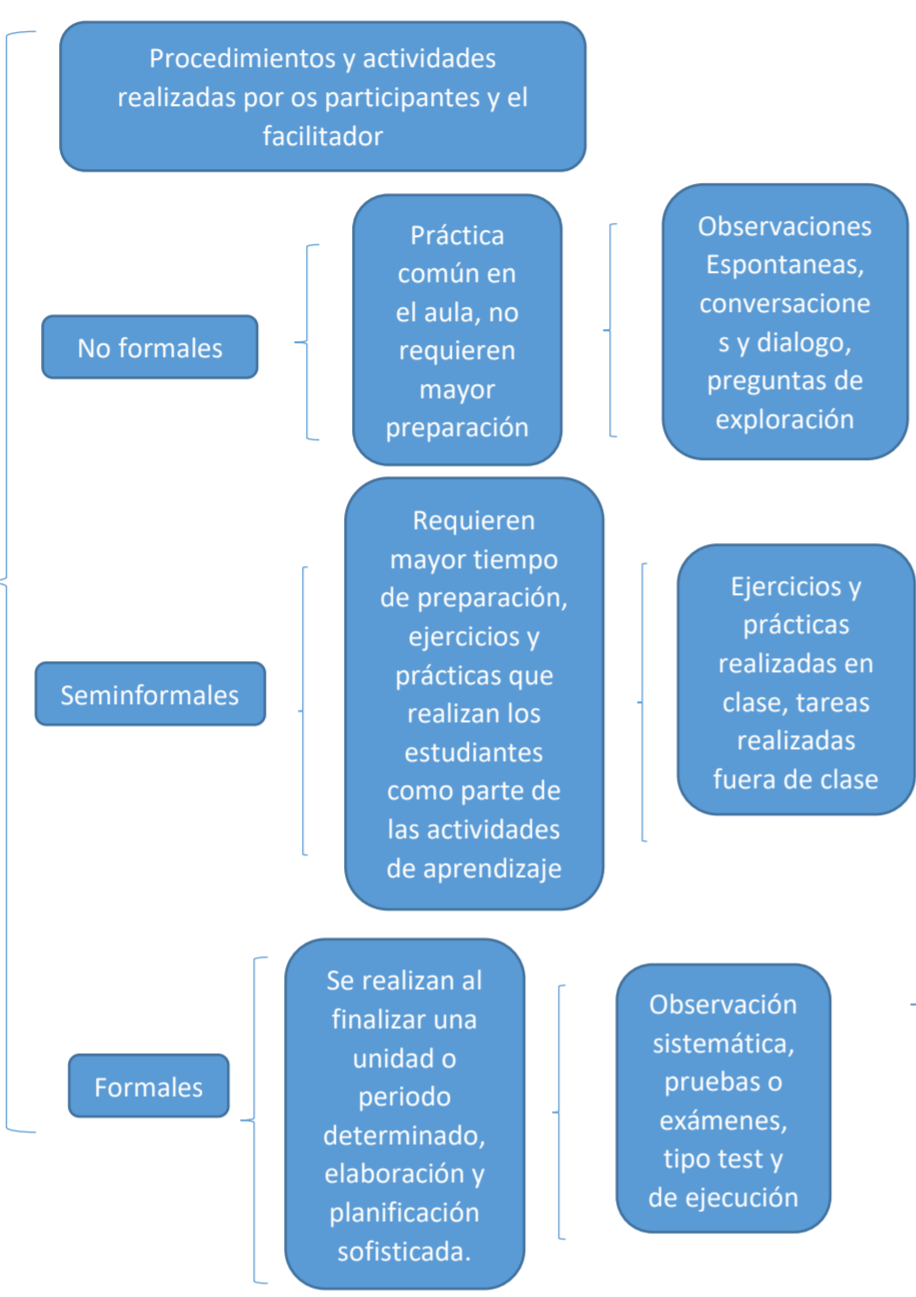 Procedimientos y actividades
realizadas por os participantes y el
facilitador
No formales
Práctica
común en
el aula, no
requieren
mayor
preparación
Observaciones
Espontaneas,
conversacione
s y dialogo,
preguntas de
exploración
Seminformales
Requieren
mayor tiempo
de preparación,
ejercicios y
prácticas que
realizan los
estudiantes
como parte de
las actividades
de aprendizaje
Ejercicios y
prácticas
realizadas en
clase, tareas
realizadas
fuera de clase
Formales
Se realizan al
finalizar una
unidad o
periodo
determinado,
elaboración y
planificación
sofisticada.
Observación
sistemática,
pruebas o
exámenes,
tipo test y
de ejecución